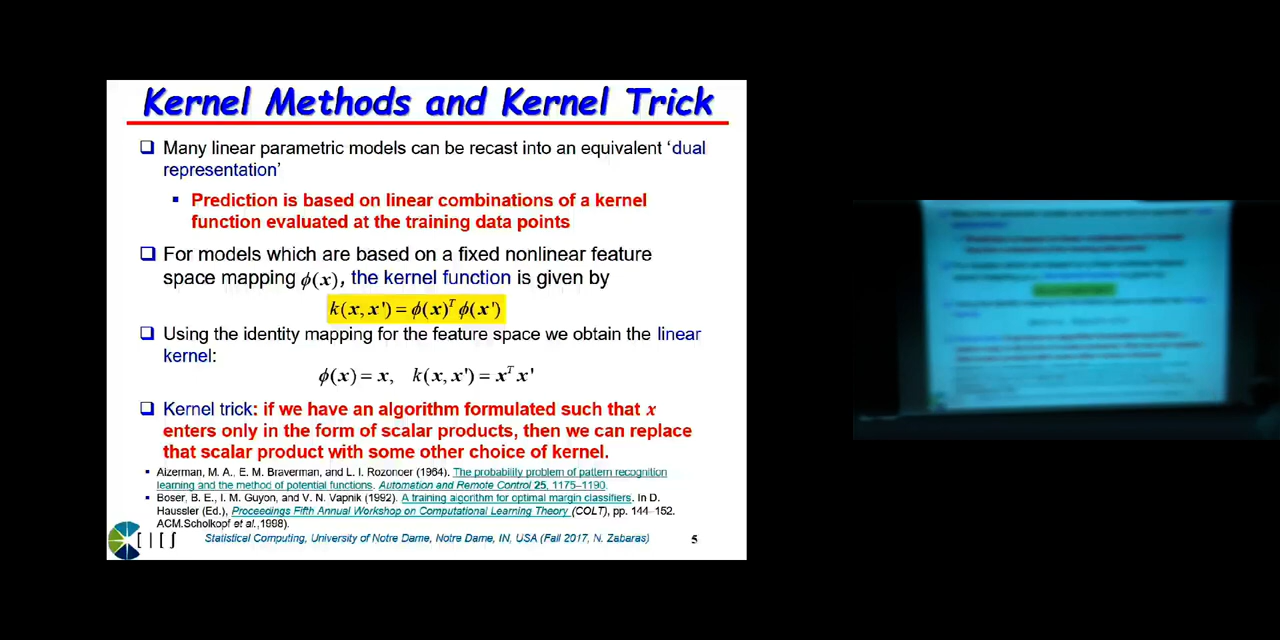 Kernel Methods and Kernel Trick
Many linear parametric models can be recast into an equivalent ‘dual
representation’
Prediction is based on linear combinations of a kernel
function evaluated at the training data points
For models which are based on a fixed nonlinear feature
space mapping ϕ(x), the kernel function is given by
k(x, x') = ϕ(x)ᵀ ϕ(x')
Using the identity mapping for the feature space we obtain the linear
kernel:
ϕ(x) = x, k(x, x') = xᵀ x'
Kernel trick: if we have an algorithm formulated such that x
enters only in the form of scalar products, then we can replace
that scalar product with some other choice of kernel.
Aizerman, M. A., E. M. Braverman, and L. I. Rozonoer (1964). The probability problem of pattern recognition
learning and the method of potential functions. Automation and Remote Control 25, 1175–1190.
Boser, B. E., I. M. Guyon, and V. N. Vapnik (1992). A training algorithm for optimal margin classifiers. In D.
Haussler (Ed.), Proceedings Fifth Annual Workshop on Computational Learning Theory (COLT), pp. 144–152.
ACM.Scholkopf et al.,1998).
Statistical Computing, University of Notre Dame, Notre Dame, IN, USA (Fall 2017, N. Zabaras)
5